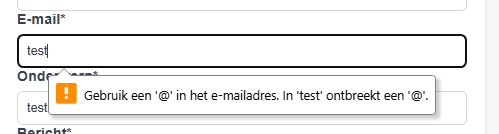 E-mail*
test
Onderwerp*
Gebruik een '@' in het e-mailadres. In 'test' ontbreekt een '@'.
test
Bericht*